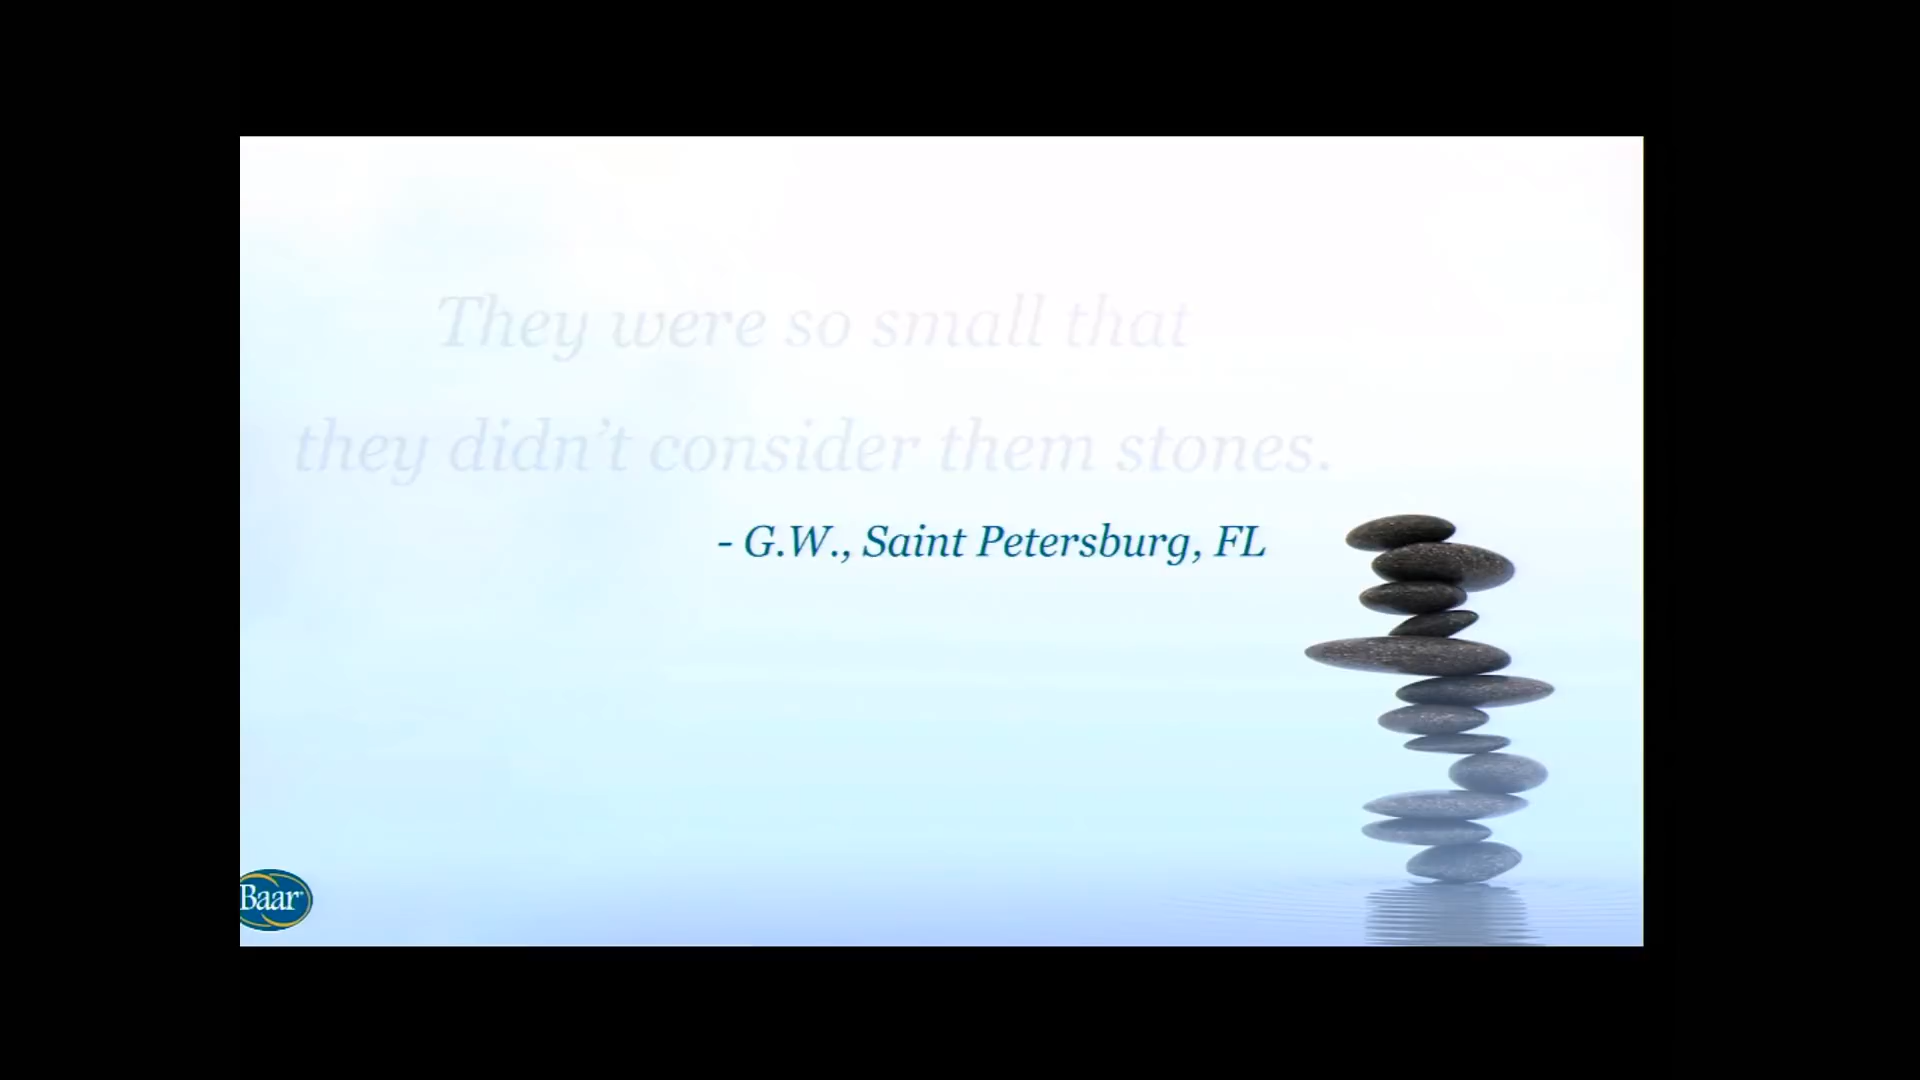 They were so small that
they didn’t consider them stones.
- G.W., Saint Petersburg, FL
Baar